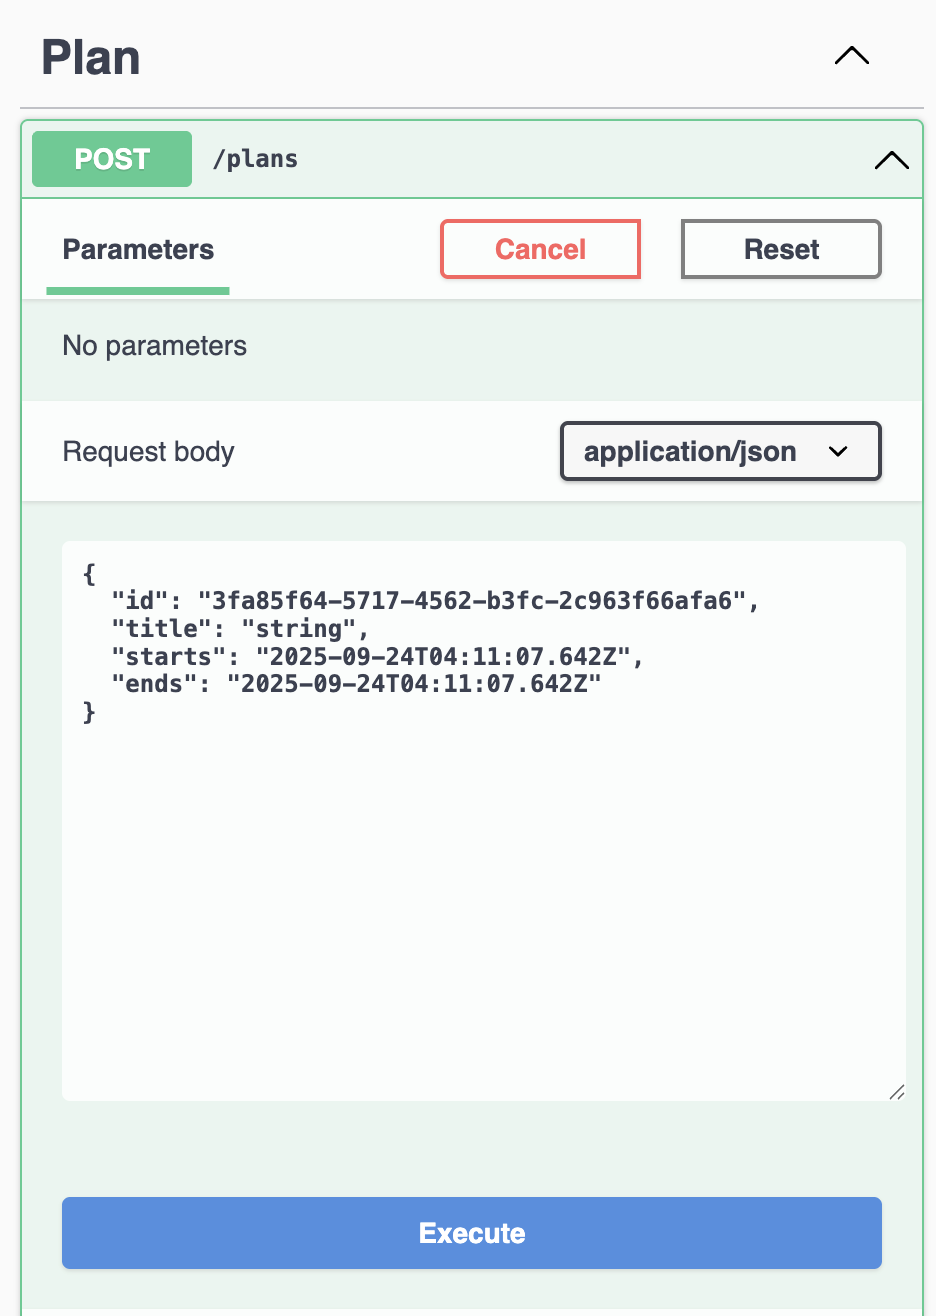 Plan
POST /plans
Parameters Cancel Reset
No parameters
Request body application/json
{
  "id": "3fa85f64-5717-4562-b3fc-2c963f66afa6",
  "title": "string",
  "starts": "2025-09-24T04:11:07.642Z",
  "ends": "2025-09-24T04:11:07.642Z"
}
Execute